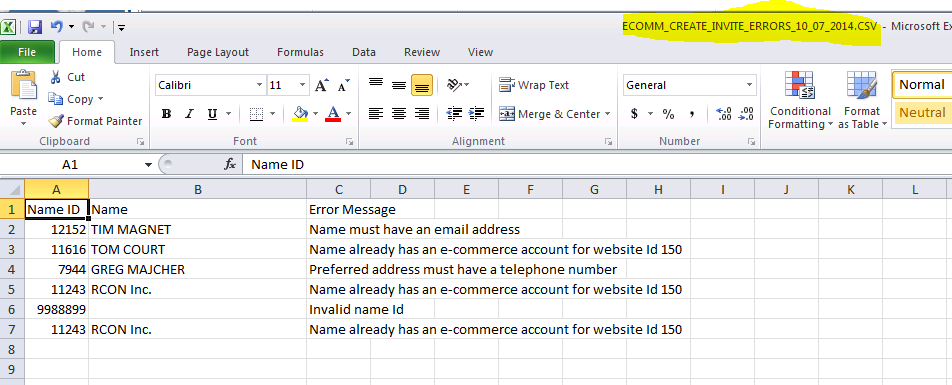 ECOMM_CREATE_INVITE_ERRORS_10_07_2014.CSV - Microsoft Ex
File Home Insert Page Layout Formulas Data Review View
Paste Cut Copy Format Painter
Calibri 11 A A
B I U A
Wrap Text
Merge & Center
General
$ % , .0 .00 .00 .0
Conditional Formatting Format as Table
Normal
Neutral
Clipboard Font Alignment Number
A1 fx Name ID
A B C D E F G H I J K L
1 Name ID Name Error Message
2 12152 TIM MAGNET Name must have an email address
3 11616 TOM COURT Name already has an e-commerce account for website Id 150
4 7944 GREG MAJCHER Preferred address must have a telephone number
5 11243 RCON Inc. Name already has an e-commerce account for website Id 150
6 9988899 Invalid name Id
7 11243 RCON Inc. Name already has an e-commerce account for website Id 150
8
9